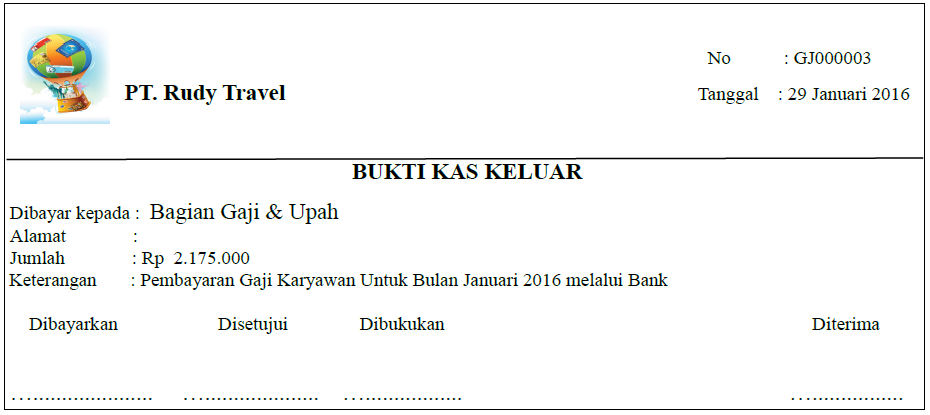 No : GJ000003
PT. Rudy Travel
Tanggal : 29 Januari 2016
BUKTI KAS KELUAR
Dibayar kepada : Bagian Gaji & Upah
Alamat :
Jumlah : Rp 2.175.000
Keterangan : Pembayaran Gaji Karyawan Untuk Bulan Januari 2016 melalui Bank
Dibayarkan Disetujui Dibukukan Diterima
…..................... …..................... …................... …................